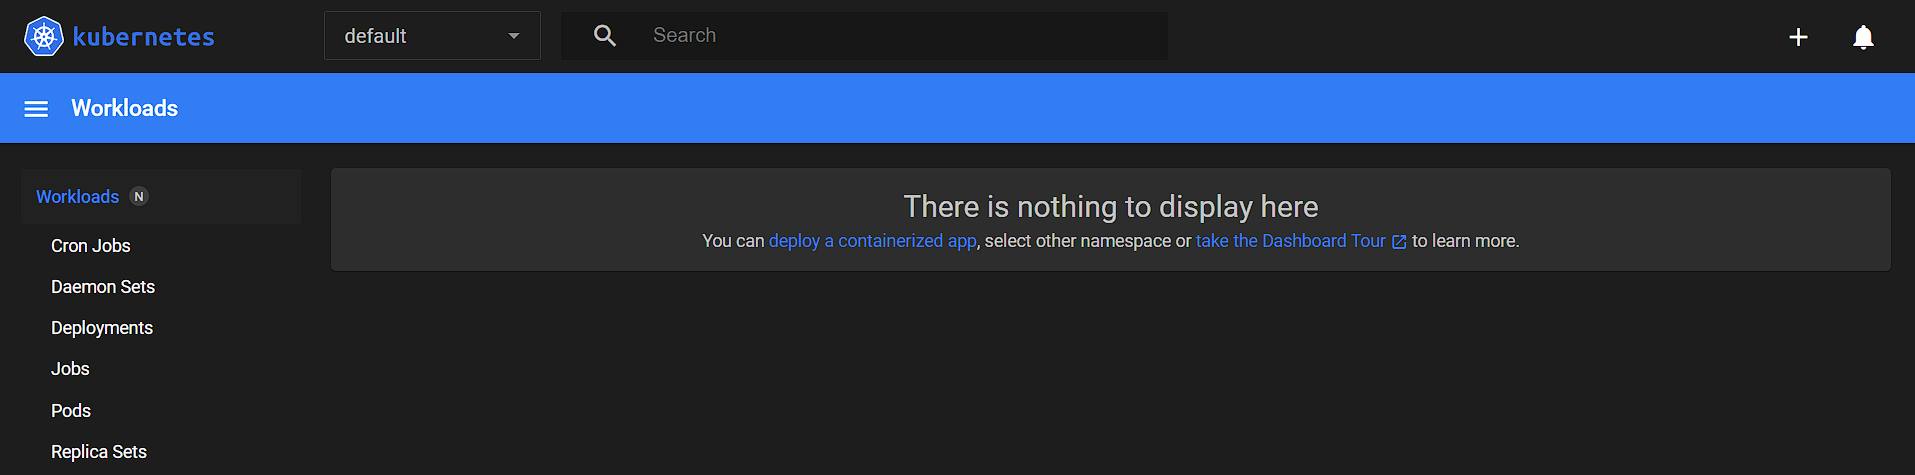 kubernetes
default
Search
Workloads
Workloads N
Cron Jobs
Daemon Sets
Deployments
Jobs
Pods
Replica Sets
There is nothing to display here
You can deploy a containerized app, select other namespace or take the Dashboard Tour to learn more.